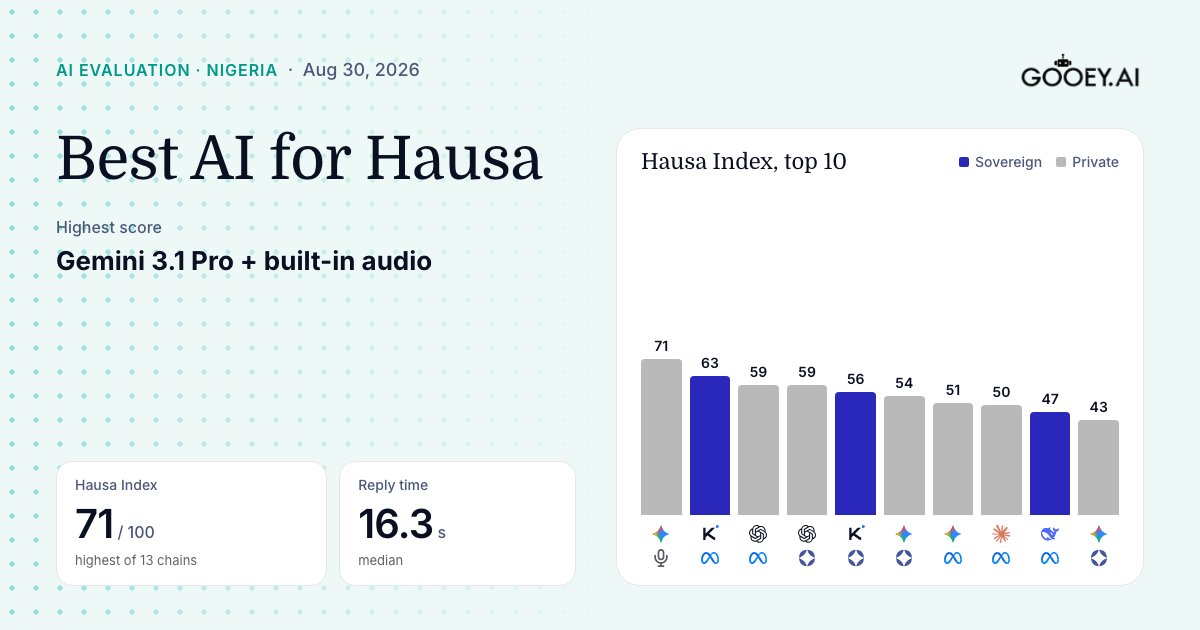 AI EVALUATION · NIGERIA · Aug 30, 2026
GOOEY.AI
Best AI for Hausa
Highest score
Gemini 3.1 Pro + built-in audio
Hausa Index
71 / 100
highest of 13 chains
Reply time
16.3 s
median
Hausa Index, top 10
Sovereign
Private
71
63
59
59
56
54
51
50
47
43